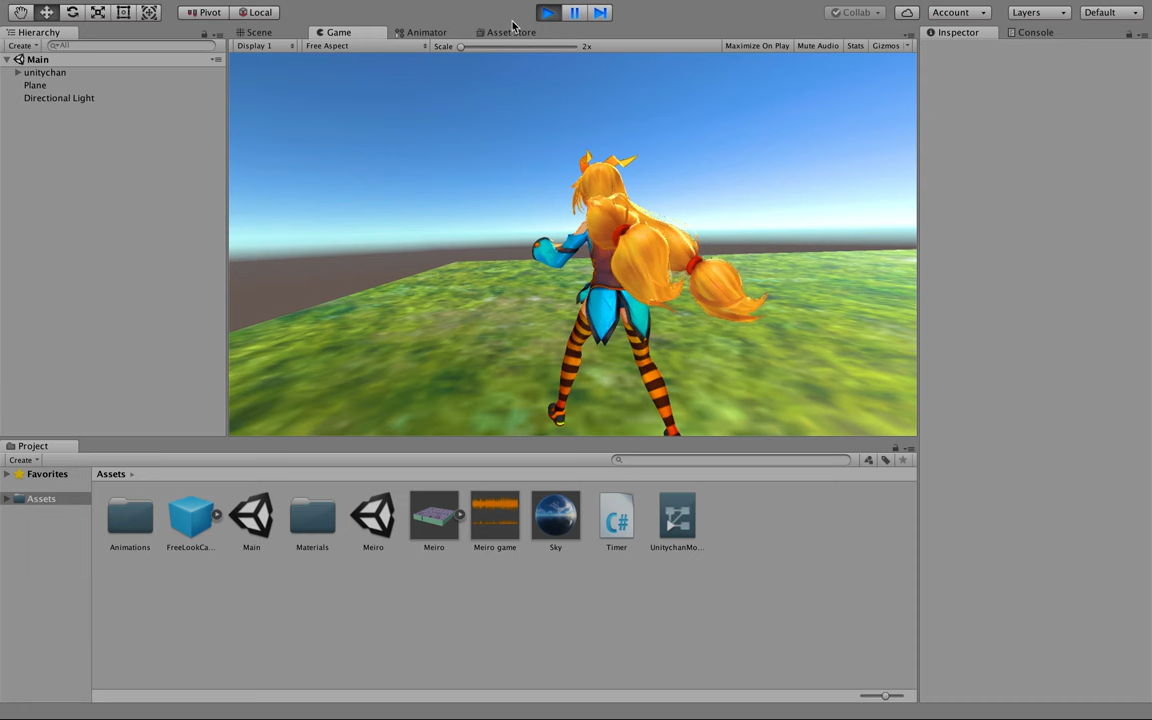 Pivot Local Collab Account Layers Default
Hierarchy Scene Game Animator Asset Store Inspector Console
Create All Display 1 Free Aspect Scale 2x Maximize On Play Mute Audio Stats Gizmos
Main
unitychan
Plane
Directional Light
Project
Create
Favorites Assets
Assets
Animations FreeLookCa... Main Materials Meiro Meiro Meiro game Sky Timer UnitychanMo...
C#